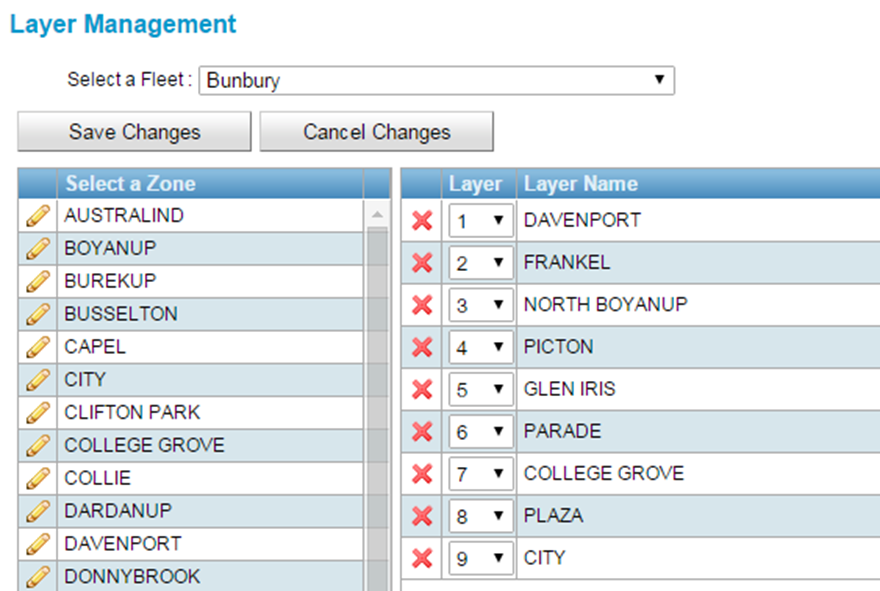 Layer Management
Select a Fleet : Bunbury
Save Changes Cancel Changes
Select a Zone
AUSTRALIND
BOYANUP
BUREKUP
BUSSELTON
CAPEL
CITY
CLIFTON PARK
COLLEGE GROVE
COLLIE
DARDANUP
DAVENPORT
DONNYBROOK
Layer Layer Name
1 DAVENPORT
2 FRANKEL
3 NORTH BOYANUP
4 PICTON
5 GLEN IRIS
6 PARADE
7 COLLEGE GROVE
8 PLAZA
9 CITY